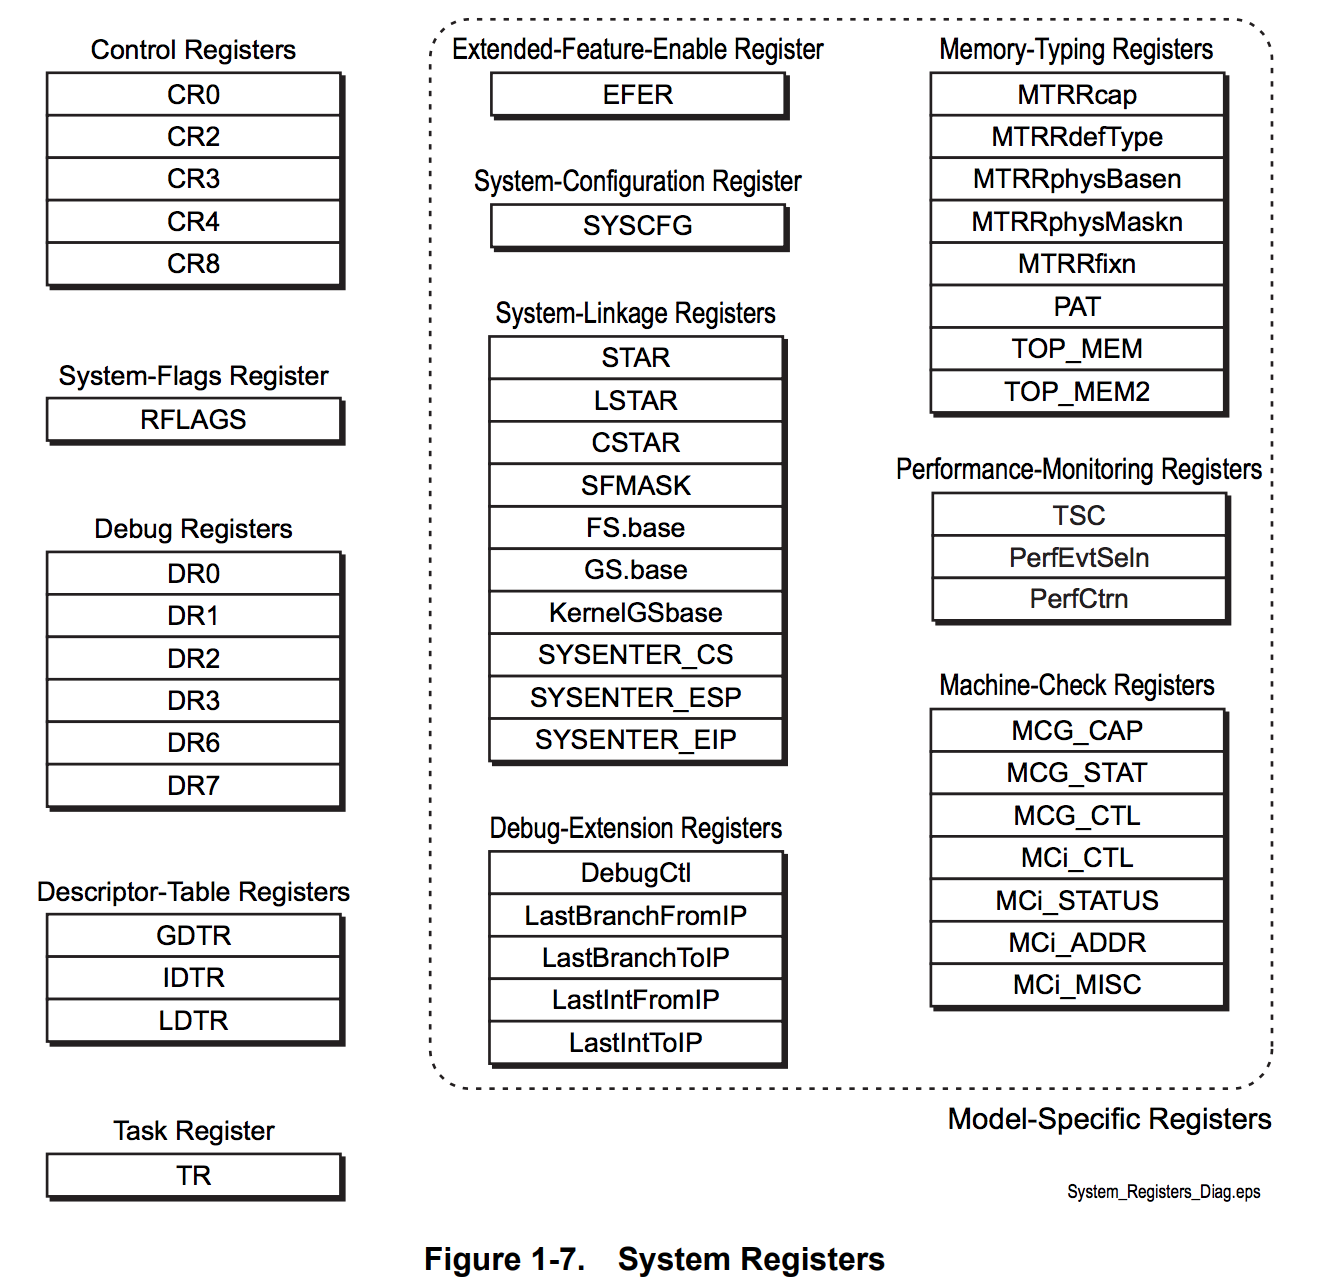 Control Registers
CR0
CR2
CR3
CR4
CR8
System-Flags Register
RFLAGS
Debug Registers
DR0
DR1
DR2
DR3
DR6
DR7
Descriptor-Table Registers
GDTR
IDTR
LDTR
Task Register
TR
Extended-Feature-Enable Register
EFER
System-Configuration Register
SYSCFG
System-Linkage Registers
STAR
LSTAR
CSTAR
SFMASK
FS.base
GS.base
KernelGSbase
SYSENTER_CS
SYSENTER_ESP
SYSENTER_EIP
Debug-Extension Registers
DebugCtl
LastBranchFromIP
LastBranchToIP
LastIntFromIP
LastIntToIP
Memory-Typing Registers
MTRRcap
MTRRdefType
MTRRphysBasen
MTRRphysMaskn
MTRRfixn
PAT
TOP_MEM
TOP_MEM2
Performance-Monitoring Registers
TSC
PerfEvtSeln
PerfCtrn
Machine-Check Registers
MCG_CAP
MCG_STAT
MCG_CTL
MCi_CTL
MCi_STATUS
MCi_ADDR
MCi_MISC
Model-Specific Registers
System_Registers_Diag.eps
Figure 1-7. System Registers